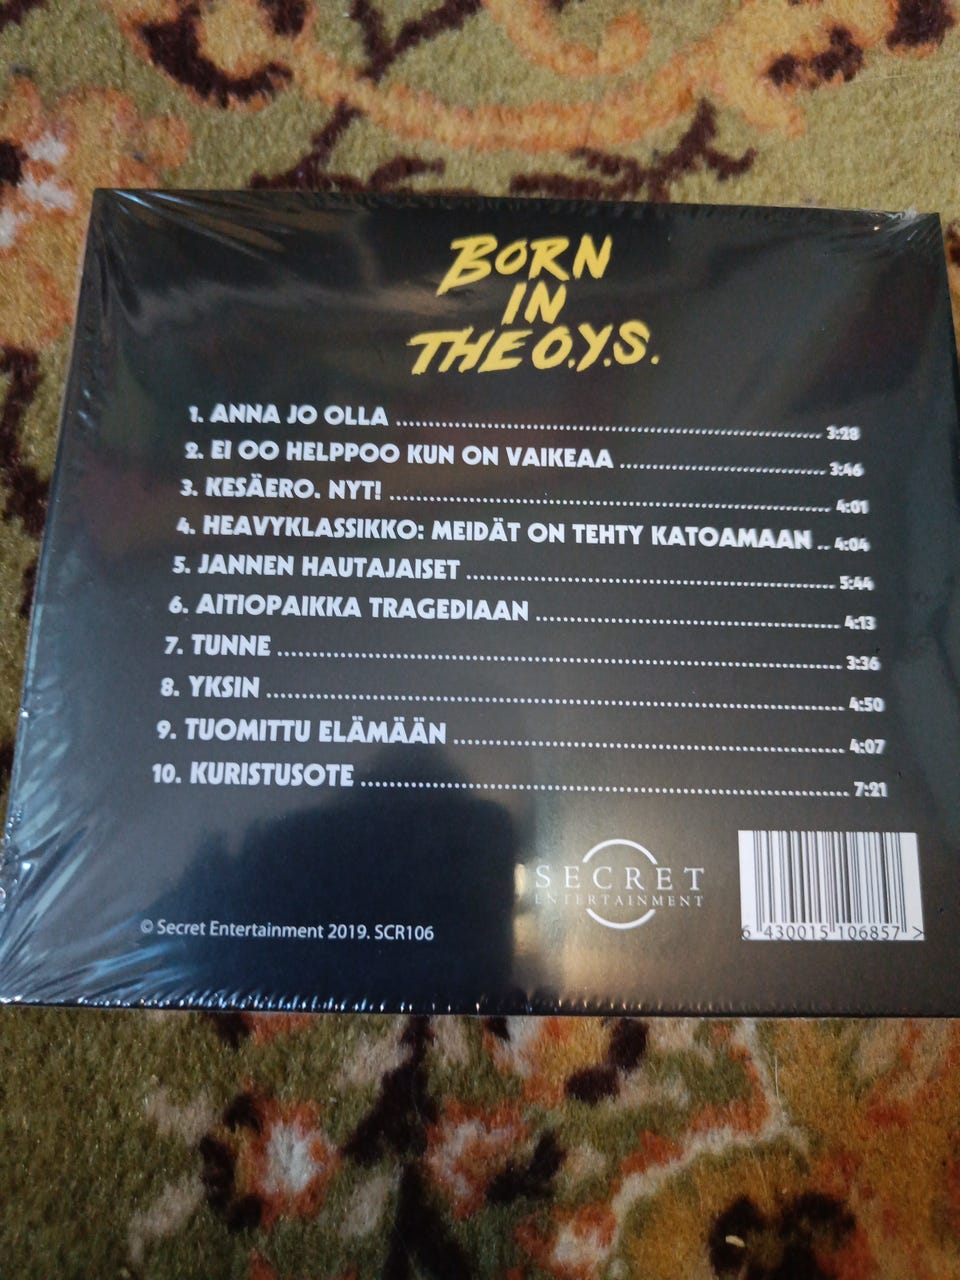 BORN
IN
THE O.Y.S.
1. ANNA JO OLLA ........................ 3:28
2. EI OO HELPPOO KUN ON VAIKEAA ........................ 3:46
3. KESÄERO. NYT! ........................ 4:01
4. HEAVYKLASSIKKO: MEIDÄT ON TEHTY KATOAMAAN .. 4:04
5. JANNEN HAUTAJAISET ........................ 5:44
6. AITIOPAIKKA TRAGEDIAAN ........................ 4:13
7. TUNNE ........................ 3:36
8. YKSIN ........................ 4:50
9. TUOMITTU ELÄMÄÄN ........................ 4:07
10. KURISTUSOTE ........................ 7:21
SECRET
ENTERTAINMENT
© Secret Entertainment 2019. SCR106
6 430015 106857 >